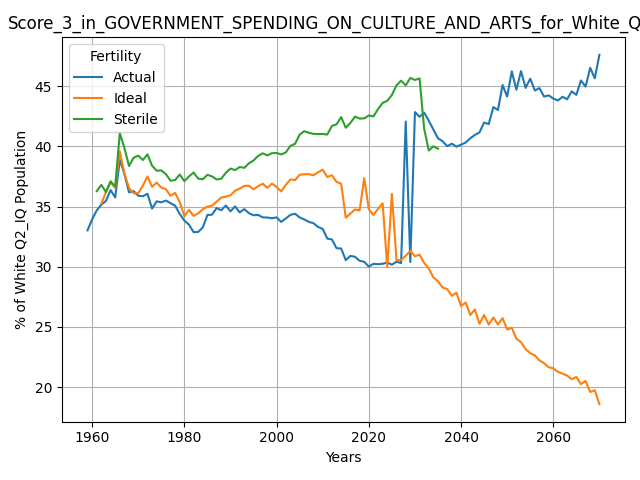 Score_3_in_GOVERNMENT_SPENDING_ON_CULTURE_AND_ARTS_for_White_Q
Fertility
Actual
Ideal
Sterile
% of White Q2_IQ Population
45
40
35
30
25
20
1960 1980 2000 2020 2040 2060
Years